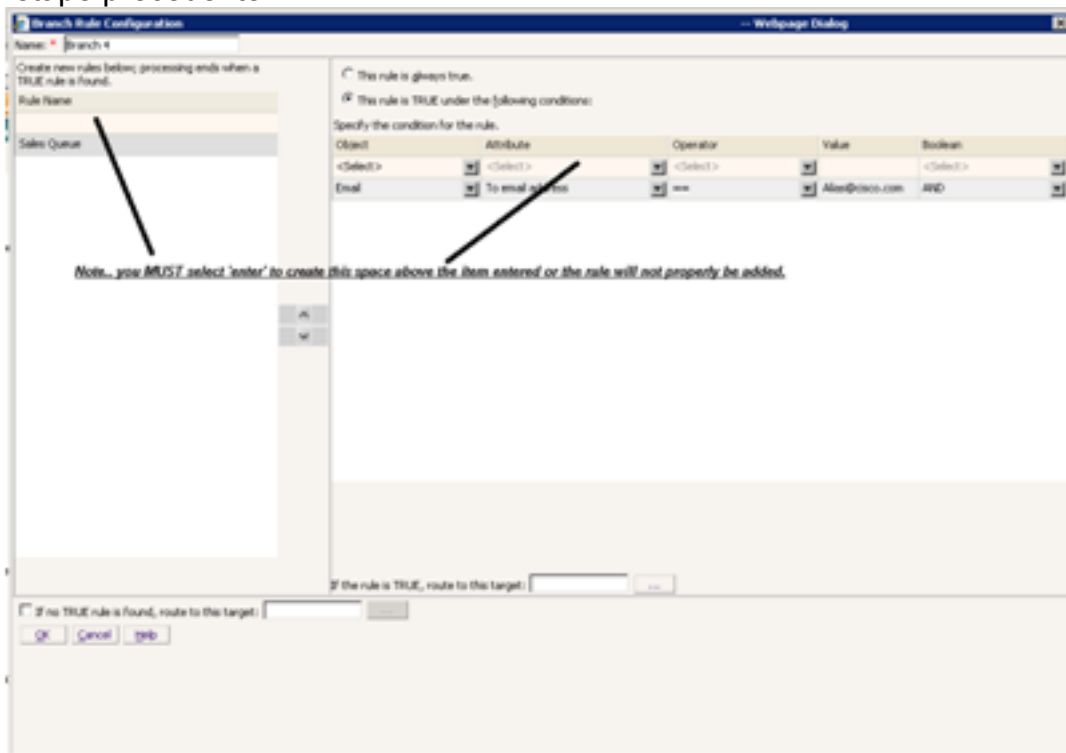 Branch Rule Configuration -- Webpage Dialog
Name: * Branch 4
Create new rules below; processing ends when a
TRUE rule is found.
Rule Name
Sales Queue
This rule is always true.
This rule is TRUE under the following conditions:
Specify the condition for the rule.
Object Attribute Operator Value Boolean
<Select> <Select> <Select> <Select>
Email To email address == Alias@cisco.com AND
Note.. you MUST select 'enter' to create this space above the item entered or the rule will not properly be added.
If the rule is TRUE, route to this target: ...
If no TRUE rule is found, route to this target: ...
OK Cancel Help